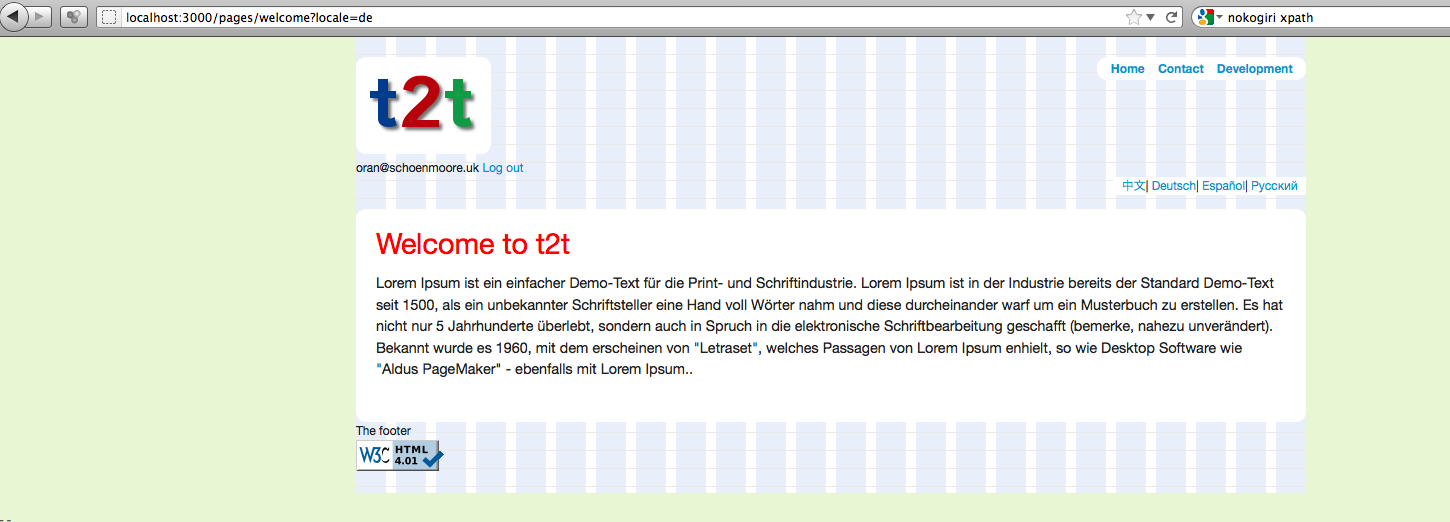 localhost:3000/pages/welcome?locale=de
nokogiri xpath
t2t
Home Contact Development
oran@schoenmoore.uk Log out
中文| Deutsch| Español| Русский
Welcome to t2t
Lorem Ipsum ist ein einfacher Demo-Text für die Print- und Schriftindustrie. Lorem Ipsum ist in der Industrie bereits der Standard Demo-Text
seit 1500, als ein unbekannter Schriftsteller eine Hand voll Wörter nahm und diese durcheinander warf um ein Musterbuch zu erstellen. Es hat
nicht nur 5 Jahrhunderte überlebt, sondern auch in Spruch in die elektronische Schriftbearbeitung geschafft (bemerke, nahezu unverändert).
Bekannt wurde es 1960, mit dem erscheinen von "Letraset", welches Passagen von Lorem Ipsum enhielt, so wie Desktop Software wie
"Aldus PageMaker" - ebenfalls mit Lorem Ipsum..
The footer
W3C HTML
4.01